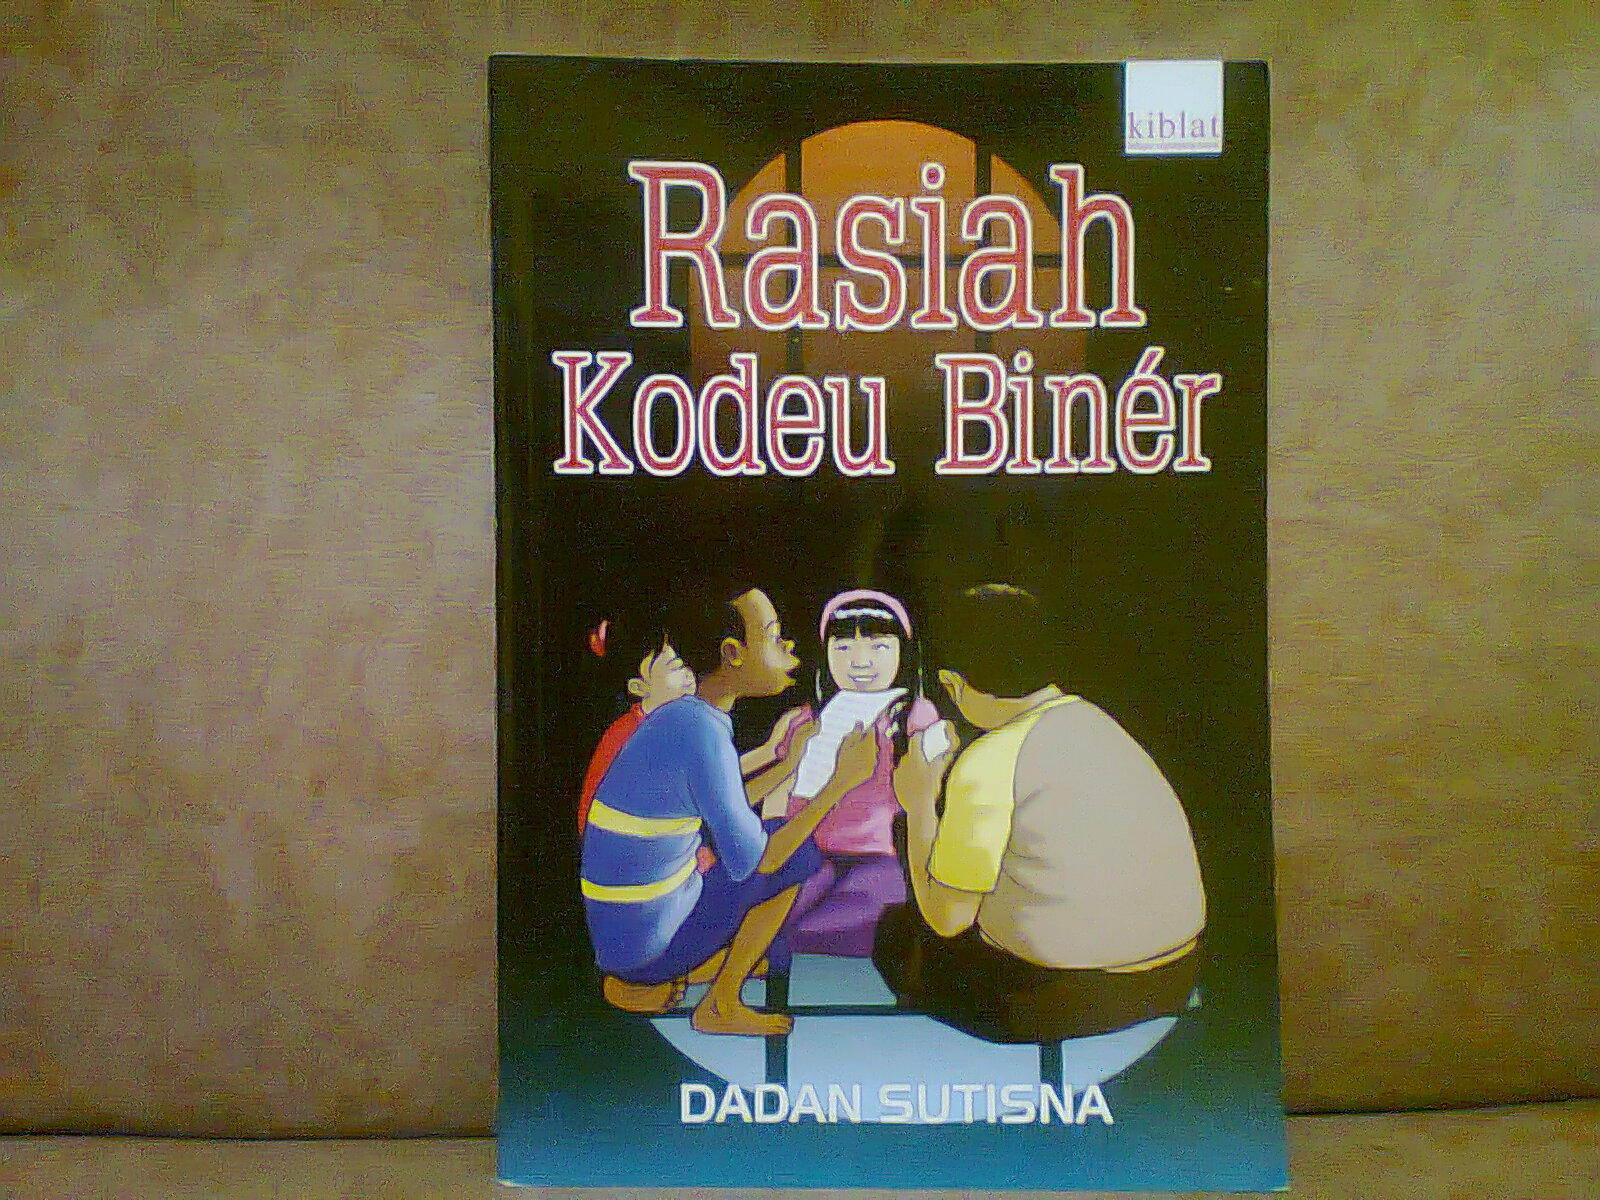 kiblat
Rasiah
Kodeu Binér
DADAN SUTISNA